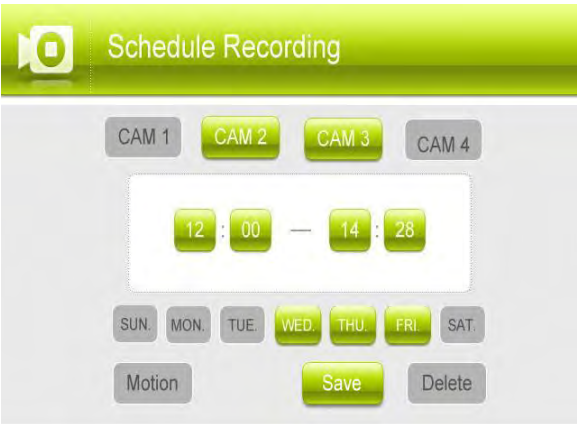 Schedule Recording
CAM 1 CAM 2 CAM 3 CAM 4
12 : 00 — 14 : 28
SUN. MON. TUE. WED. THU. FRI. SAT.
Motion Save Delete